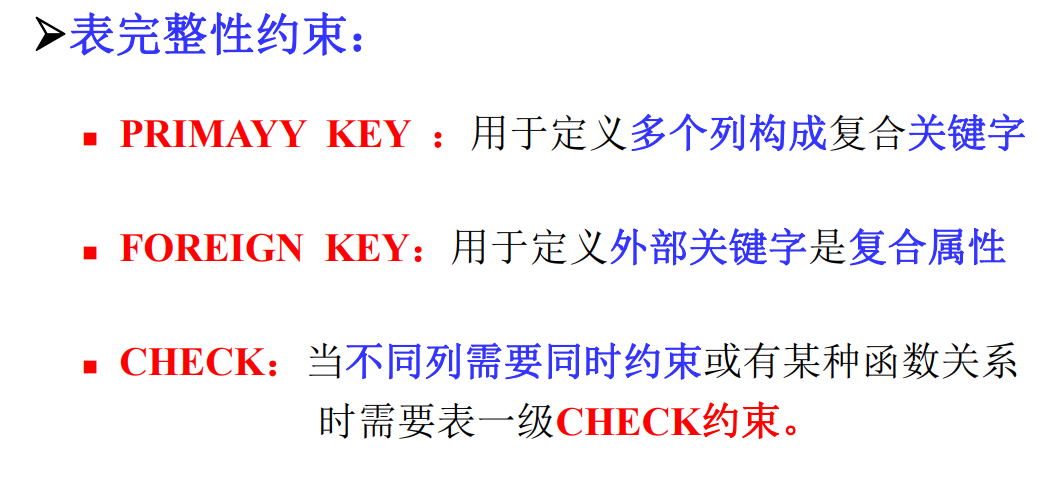 表完整性约束：
PRIMAYY KEY ：用于定义多个列构成复合关键字
FOREIGN KEY：用于定义外部关键字是复合属性
CHECK：当不同列需要同时约束或有某种函数关系
时需要表一级CHECK约束。